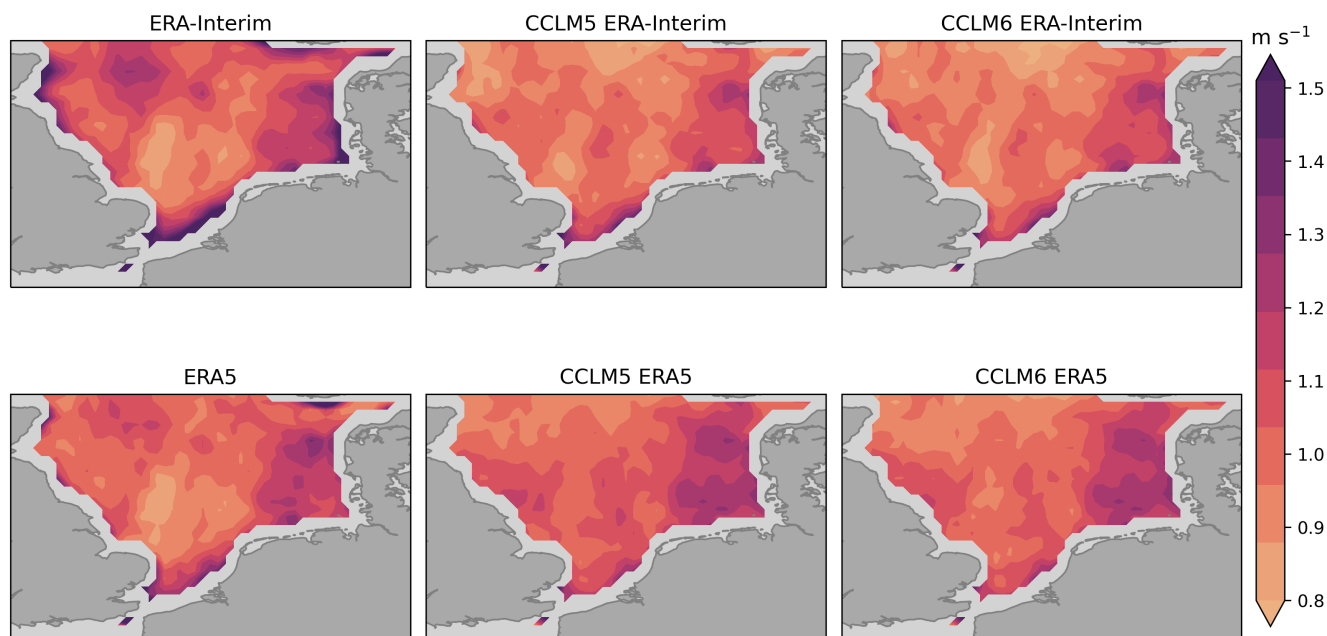 ERA-Interim
CCLM5 ERA-Interim
CCLM6 ERA-Interim
m s⁻¹
1.5
1.4
1.3
1.2
1.1
1.0
0.9
0.8
ERA5
CCLM5 ERA5
CCLM6 ERA5